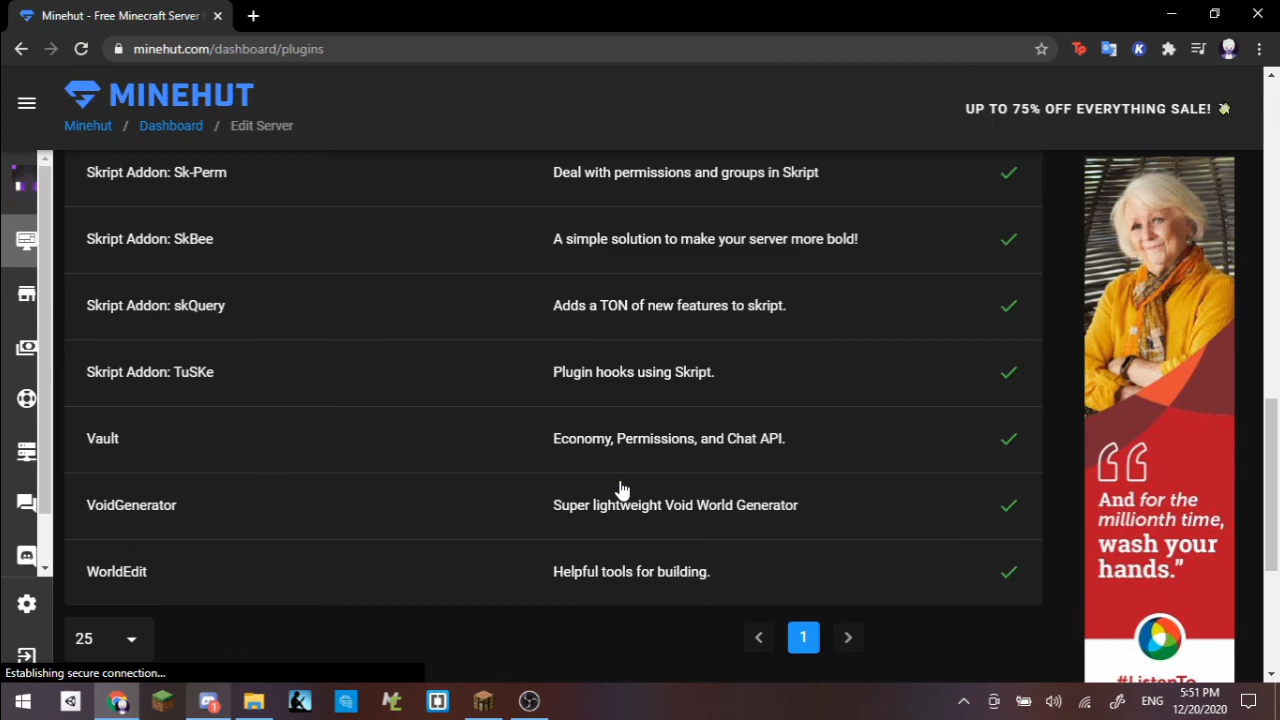 Minehut - Free Minecraft Server
minehut.com/dashboard/plugins
MINEHUT
UP TO 75% OFF EVERYTHING SALE!
Minehut / Dashboard / Edit Server
Skript Addon: Sk-Perm Deal with permissions and groups in Skript
Skript Addon: SkBee A simple solution to make your server more bold!
Skript Addon: skQuery Adds a TON of new features to skript.
Skript Addon: TuSKe Plugin hooks using Skript.
Vault Economy, Permissions, and Chat API.
VoidGenerator Super lightweight Void World Generator
WorldEdit Helpful tools for building.
25
1
And for the
millionth time,
wash your
hands.”
#ListenTo
Establishing secure connection...
ENG
5:51 PM
12/20/2020